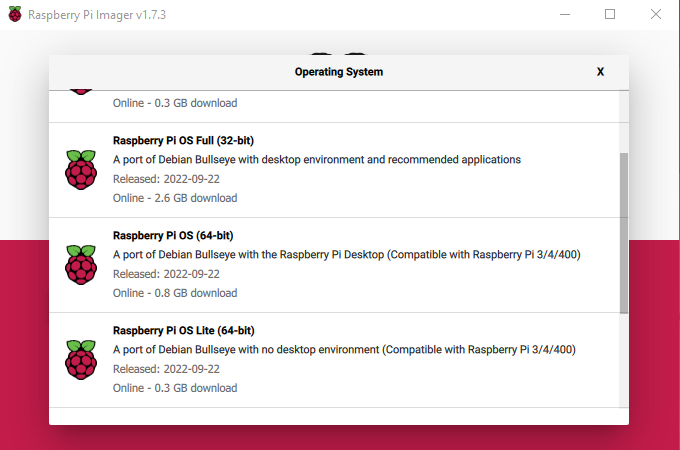 Raspberry Pi Imager v1.7.3
Operating System
X
Online - 0.3 GB download
Raspberry Pi OS Full (32-bit)
A port of Debian Bullseye with desktop environment and recommended applications
Released: 2022-09-22
Online - 2.6 GB download
Raspberry Pi OS (64-bit)
A port of Debian Bullseye with the Raspberry Pi Desktop (Compatible with Raspberry Pi 3/4/400)
Released: 2022-09-22
Online - 0.8 GB download
Raspberry Pi OS Lite (64-bit)
A port of Debian Bullseye with no desktop environment (Compatible with Raspberry Pi 3/4/400)
Released: 2022-09-22
Online - 0.3 GB download